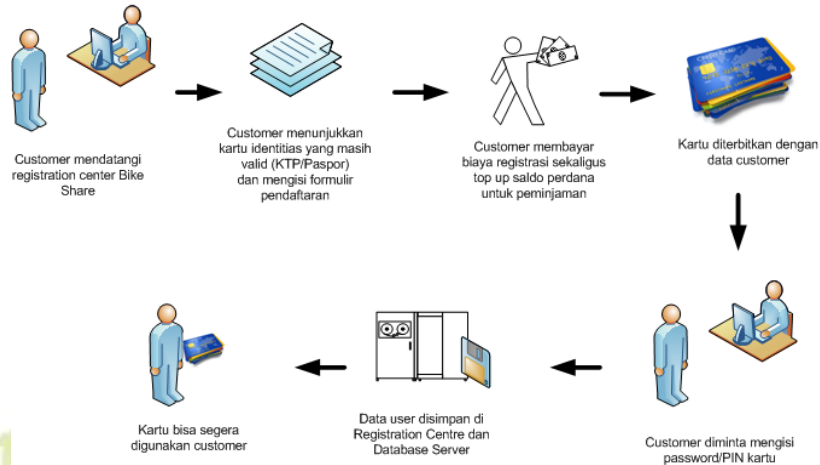 Customer mendatangi
registration center Bike
Share
Customer menunjukkan
kartu identitias yang masih
valid (KTP/Paspor)
dan mengisi formulir
pendaftaran
Customer membayar
biaya registrasi sekaligus
top up saldo perdana
untuk peminjaman
CREDIT CARD
Kartu diterbitkan dengan
data customer
Customer diminta mengisi
password/PIN kartu
Data user disimpan di
Registration Centre dan
Database Server
Kartu bisa segera
digunakan customer